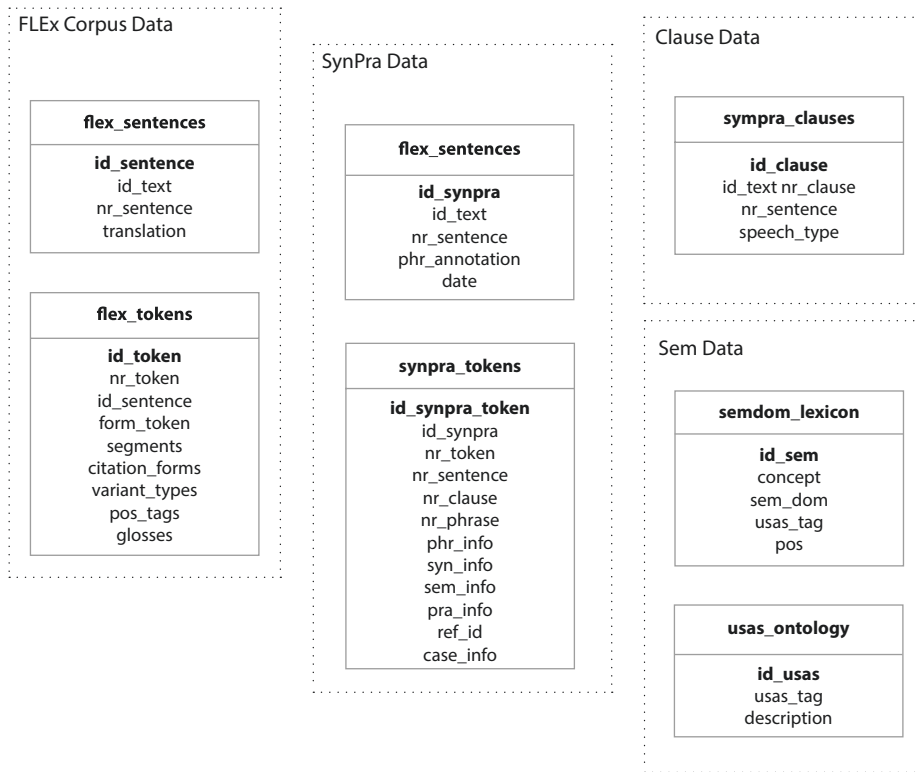 FLEx Corpus Data
flex_sentences
id_sentence
id_text
nr_sentence
translation
flex_tokens
id_token
nr_token
id_sentence
form_token
segments
citation_forms
variant_types
pos_tags
glosses
SynPra Data
flex_sentences
id_synpra
id_text
nr_sentence
phr_annotation
date
synpra_tokens
id_synpra_token
id_synpra
nr_token
nr_sentence
nr_clause
nr_phrase
phr_info
syn_info
sem_info
pra_info
ref_id
case_info
Clause Data
sympra_clauses
id_clause
id_text nr_clause
nr_sentence
speech_type
Sem Data
semdom_lexicon
id_sem
concept
sem_dom
usas_tag
pos
usas_ontology
id_usas
usas_tag
description